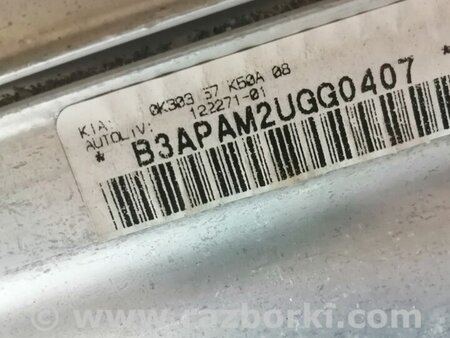 KIA: 0K303 57 K50A 08
AUTOLIV: 122271-01
* B3APAM2UGG0407 *
© www.razborki.com